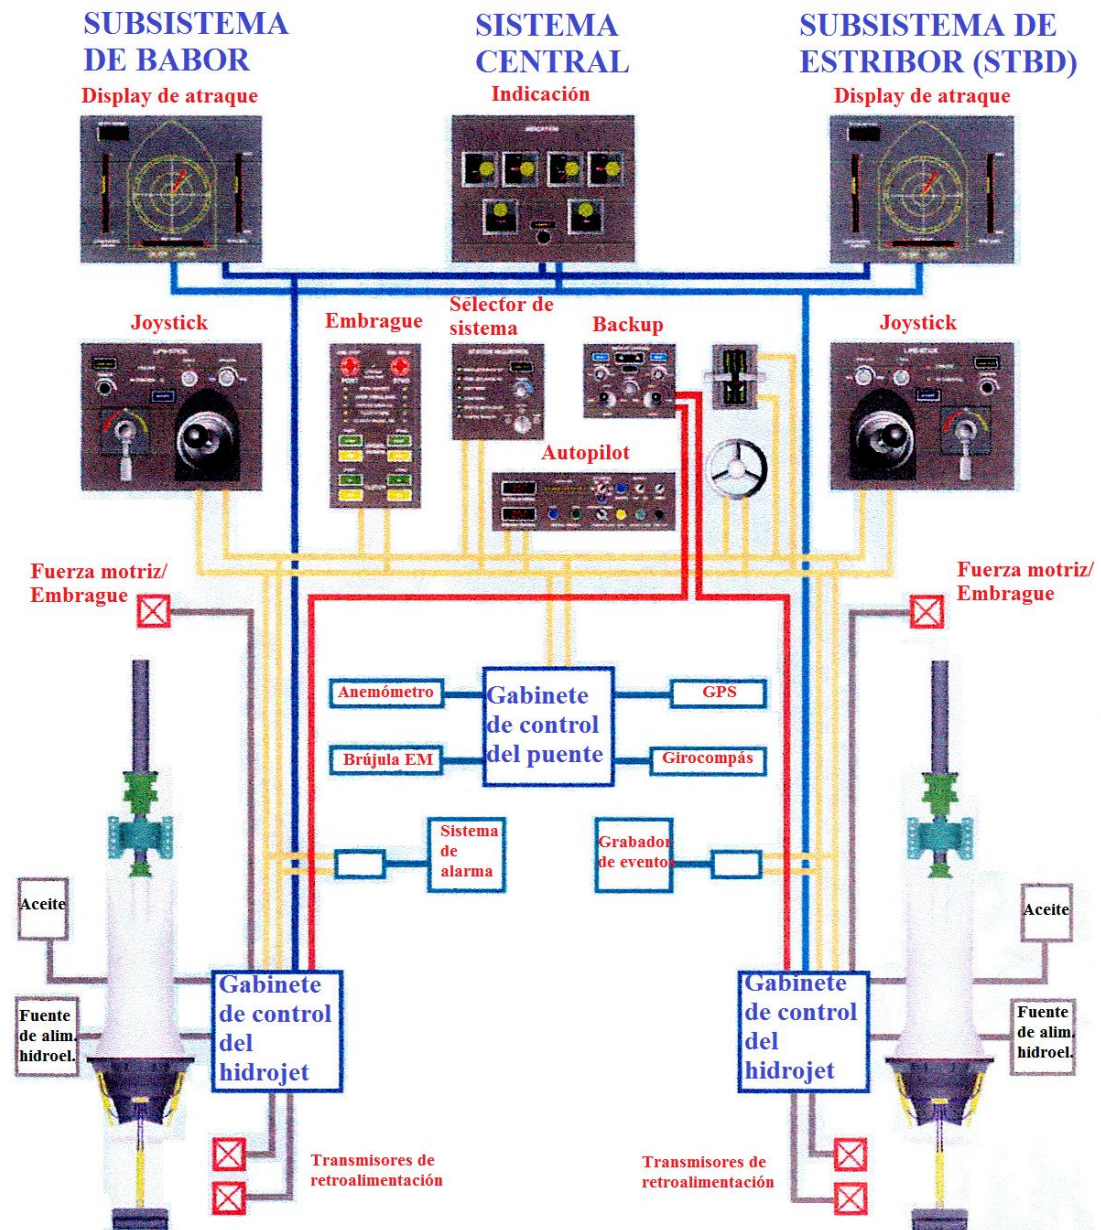 SUBSISTEMA
DE BABOR
SISTEMA
CENTRAL
SUBSISTEMA DE
ESTRIBOR (STBD)
Display de atraque
Indicación
Display de atraque
Joystick
Embrague
Selector de
sistema
Backup
Joystick
PORT
STBD
Autopilot
Fuerza motriz/
Embrague
Fuerza motriz/
Embrague
Anemómetro
Gabinete
de control
del puente
GPS
Brújula EM
Girocompás
Sistema
de
alarma
Grabador
de eventos
Aceite
Aceite
Gabinete
de control
del
hidrojet
Gabinete
de control
del
hidrojet
Fuente
de alim.
hidroel.
Fuente
de alim.
hidroel.
Transmisores de
retroalimentación
Transmisores de
retroalimentación